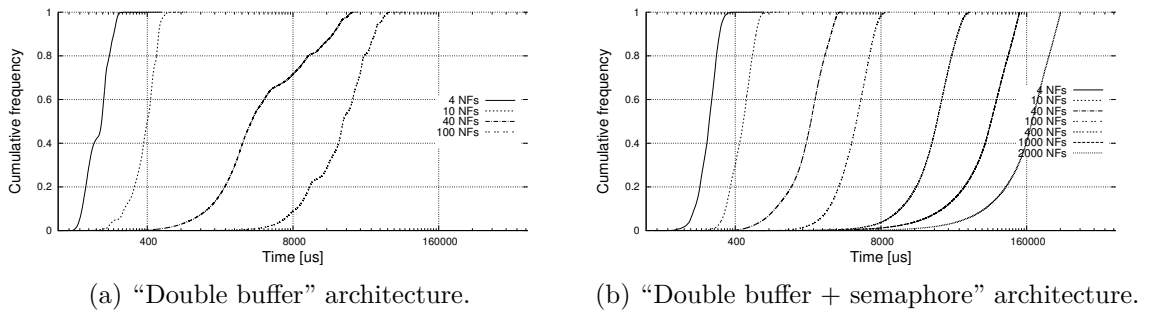 1
0.8
0.6
0.4
0.2
0
Cumulative frequency
400
8000
160000
Time [us]
4 NFs
10 NFs
40 NFs
100 NFs
(a) “Double buffer” architecture.
1
0.8
0.6
0.4
0.2
0
Cumulative frequency
400
8000
160000
Time [us]
4 NFs
10 NFs
40 NFs
100 NFs
400 NFs
1000 NFs
2000 NFs
(b) “Double buffer + semaphore” architecture.